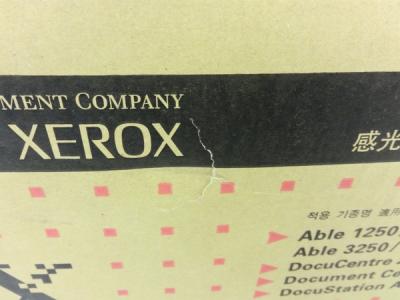 MENT COMPANY
XEROX
感光
적용 기종명 適用
Able 1250
Able 3250/
DocuCentre
Document Ce
DocuStation A